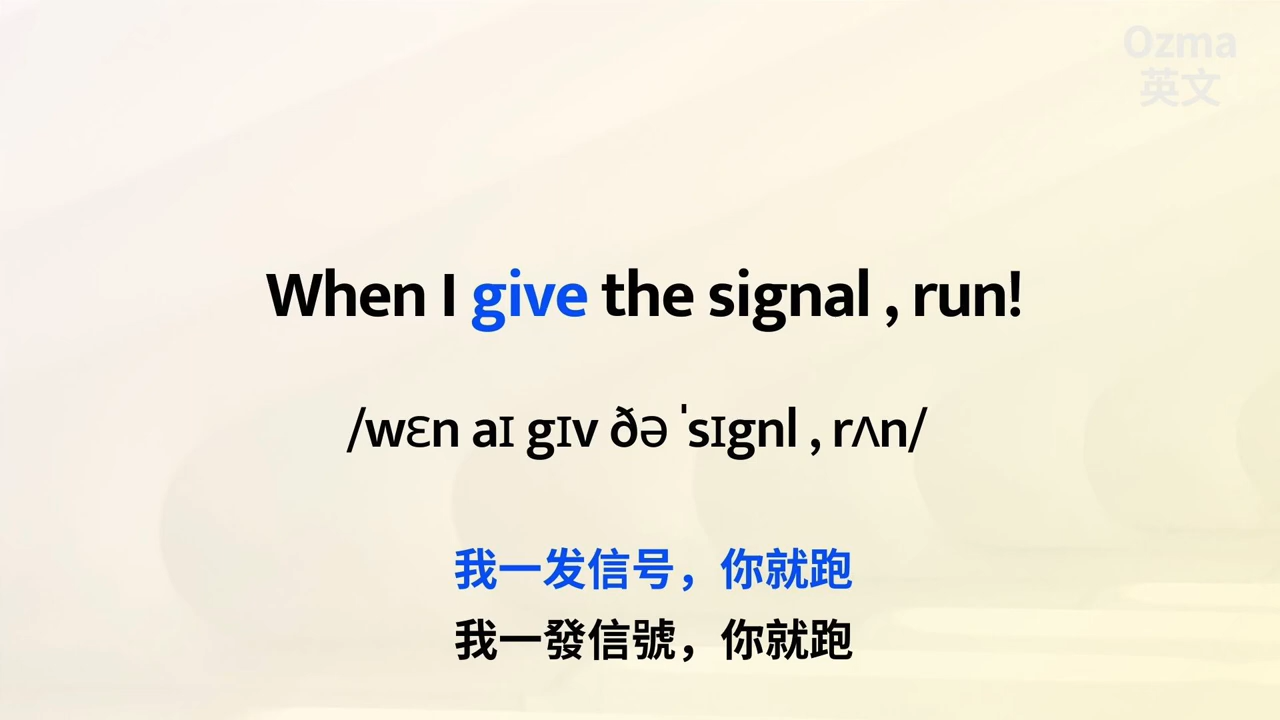 Ozma
英文
When I give the signal , run!
/wɛn aɪ gɪv ðə ˈsɪgnl , rʌn/
我一发信号，你就跑
我一發信號，你就跑